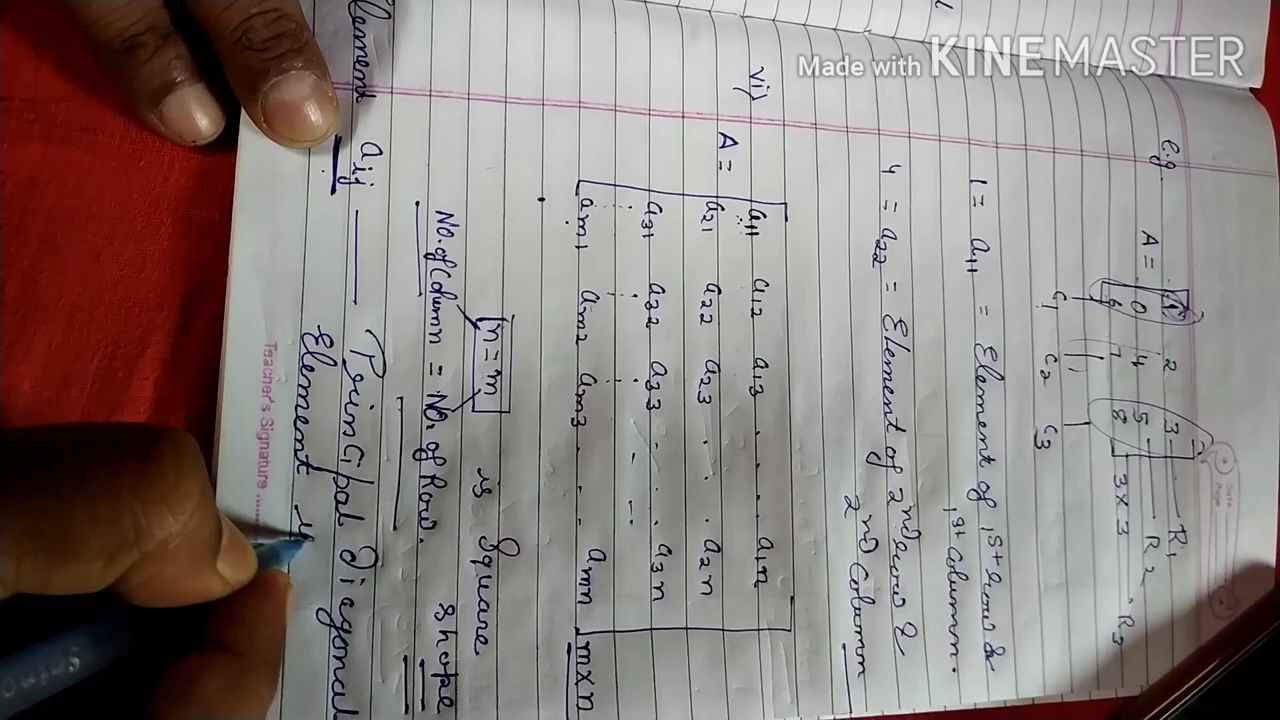 Made with KINEMASTER
e.g.
A = [ 1 2 3 — R1
0 4 5 — R2
6 7 8 ] 3×3 — R3
C1 C2 C3
1 = a11 = Element of 1st row &
1st column.
4 = a22 = Element of 2nd row &
2nd Column
vi)
A = [ a11 a12 a13 . . . . a1n
a21 a22 a23 . . . a2n
a31 a32 a33 . . . a3n
am1 am2 am3 - - - amn ] m×n
n=m is Square
No. of Column = No. of Row. shape
element aij — Principal Diagonal
Element
Teacher's Signature